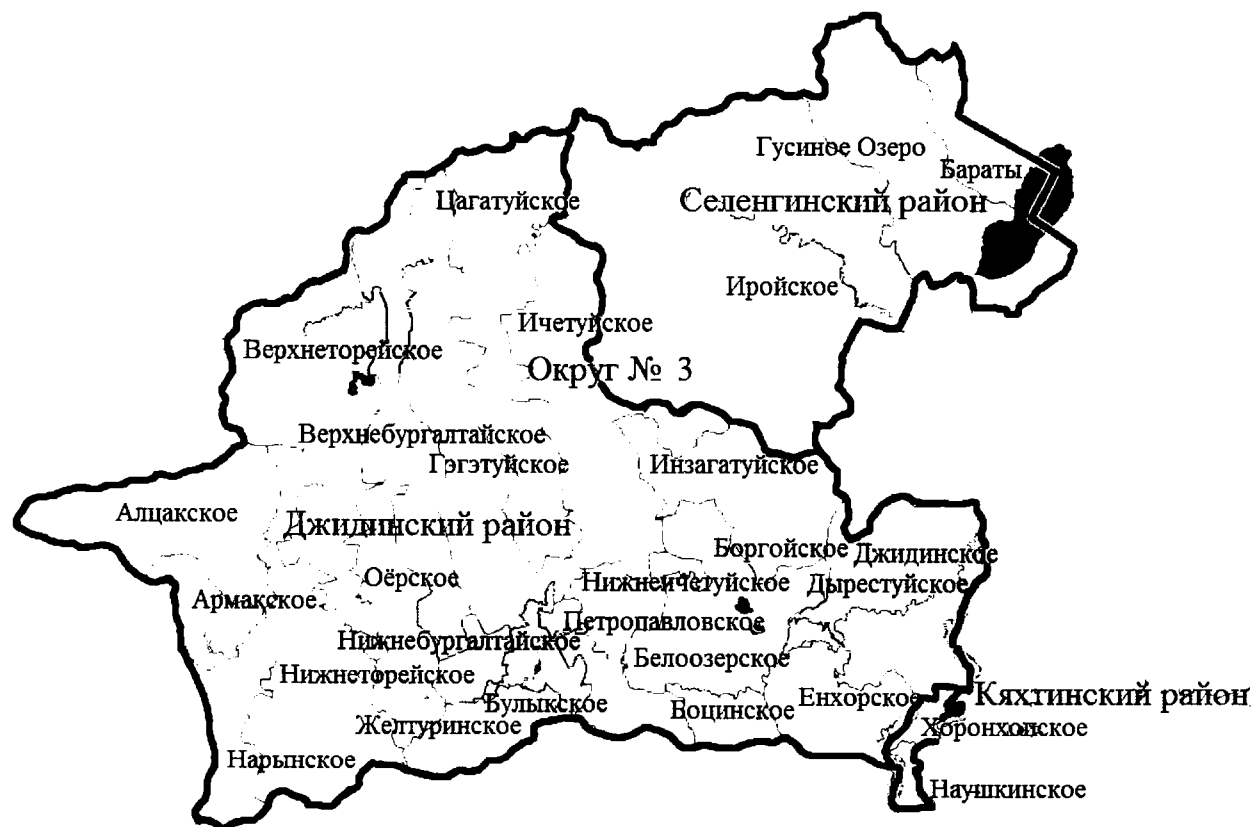 Гусиное Озеро
Бараты
Цагатуйское
Селенгинский район
Иройское
Ичетуйское
Верхнеторейское
Округ № 3
Верхнебургалтайское
Гэгэтуйское
Инзагатуйское
Алцакское
Джидинский район
Боргойское
Джидинское
Оёрское
Нижнеичетуйское
Дырестуйское
Армакское
Петропавловское
Нижнебургалтайское
Белоозерское
Нижнеторейское
Енхорское
Кяхтинский район
Булыкское
Боцинское
Желтуринское
Хоронхойское
Нарынское
Наушкинское